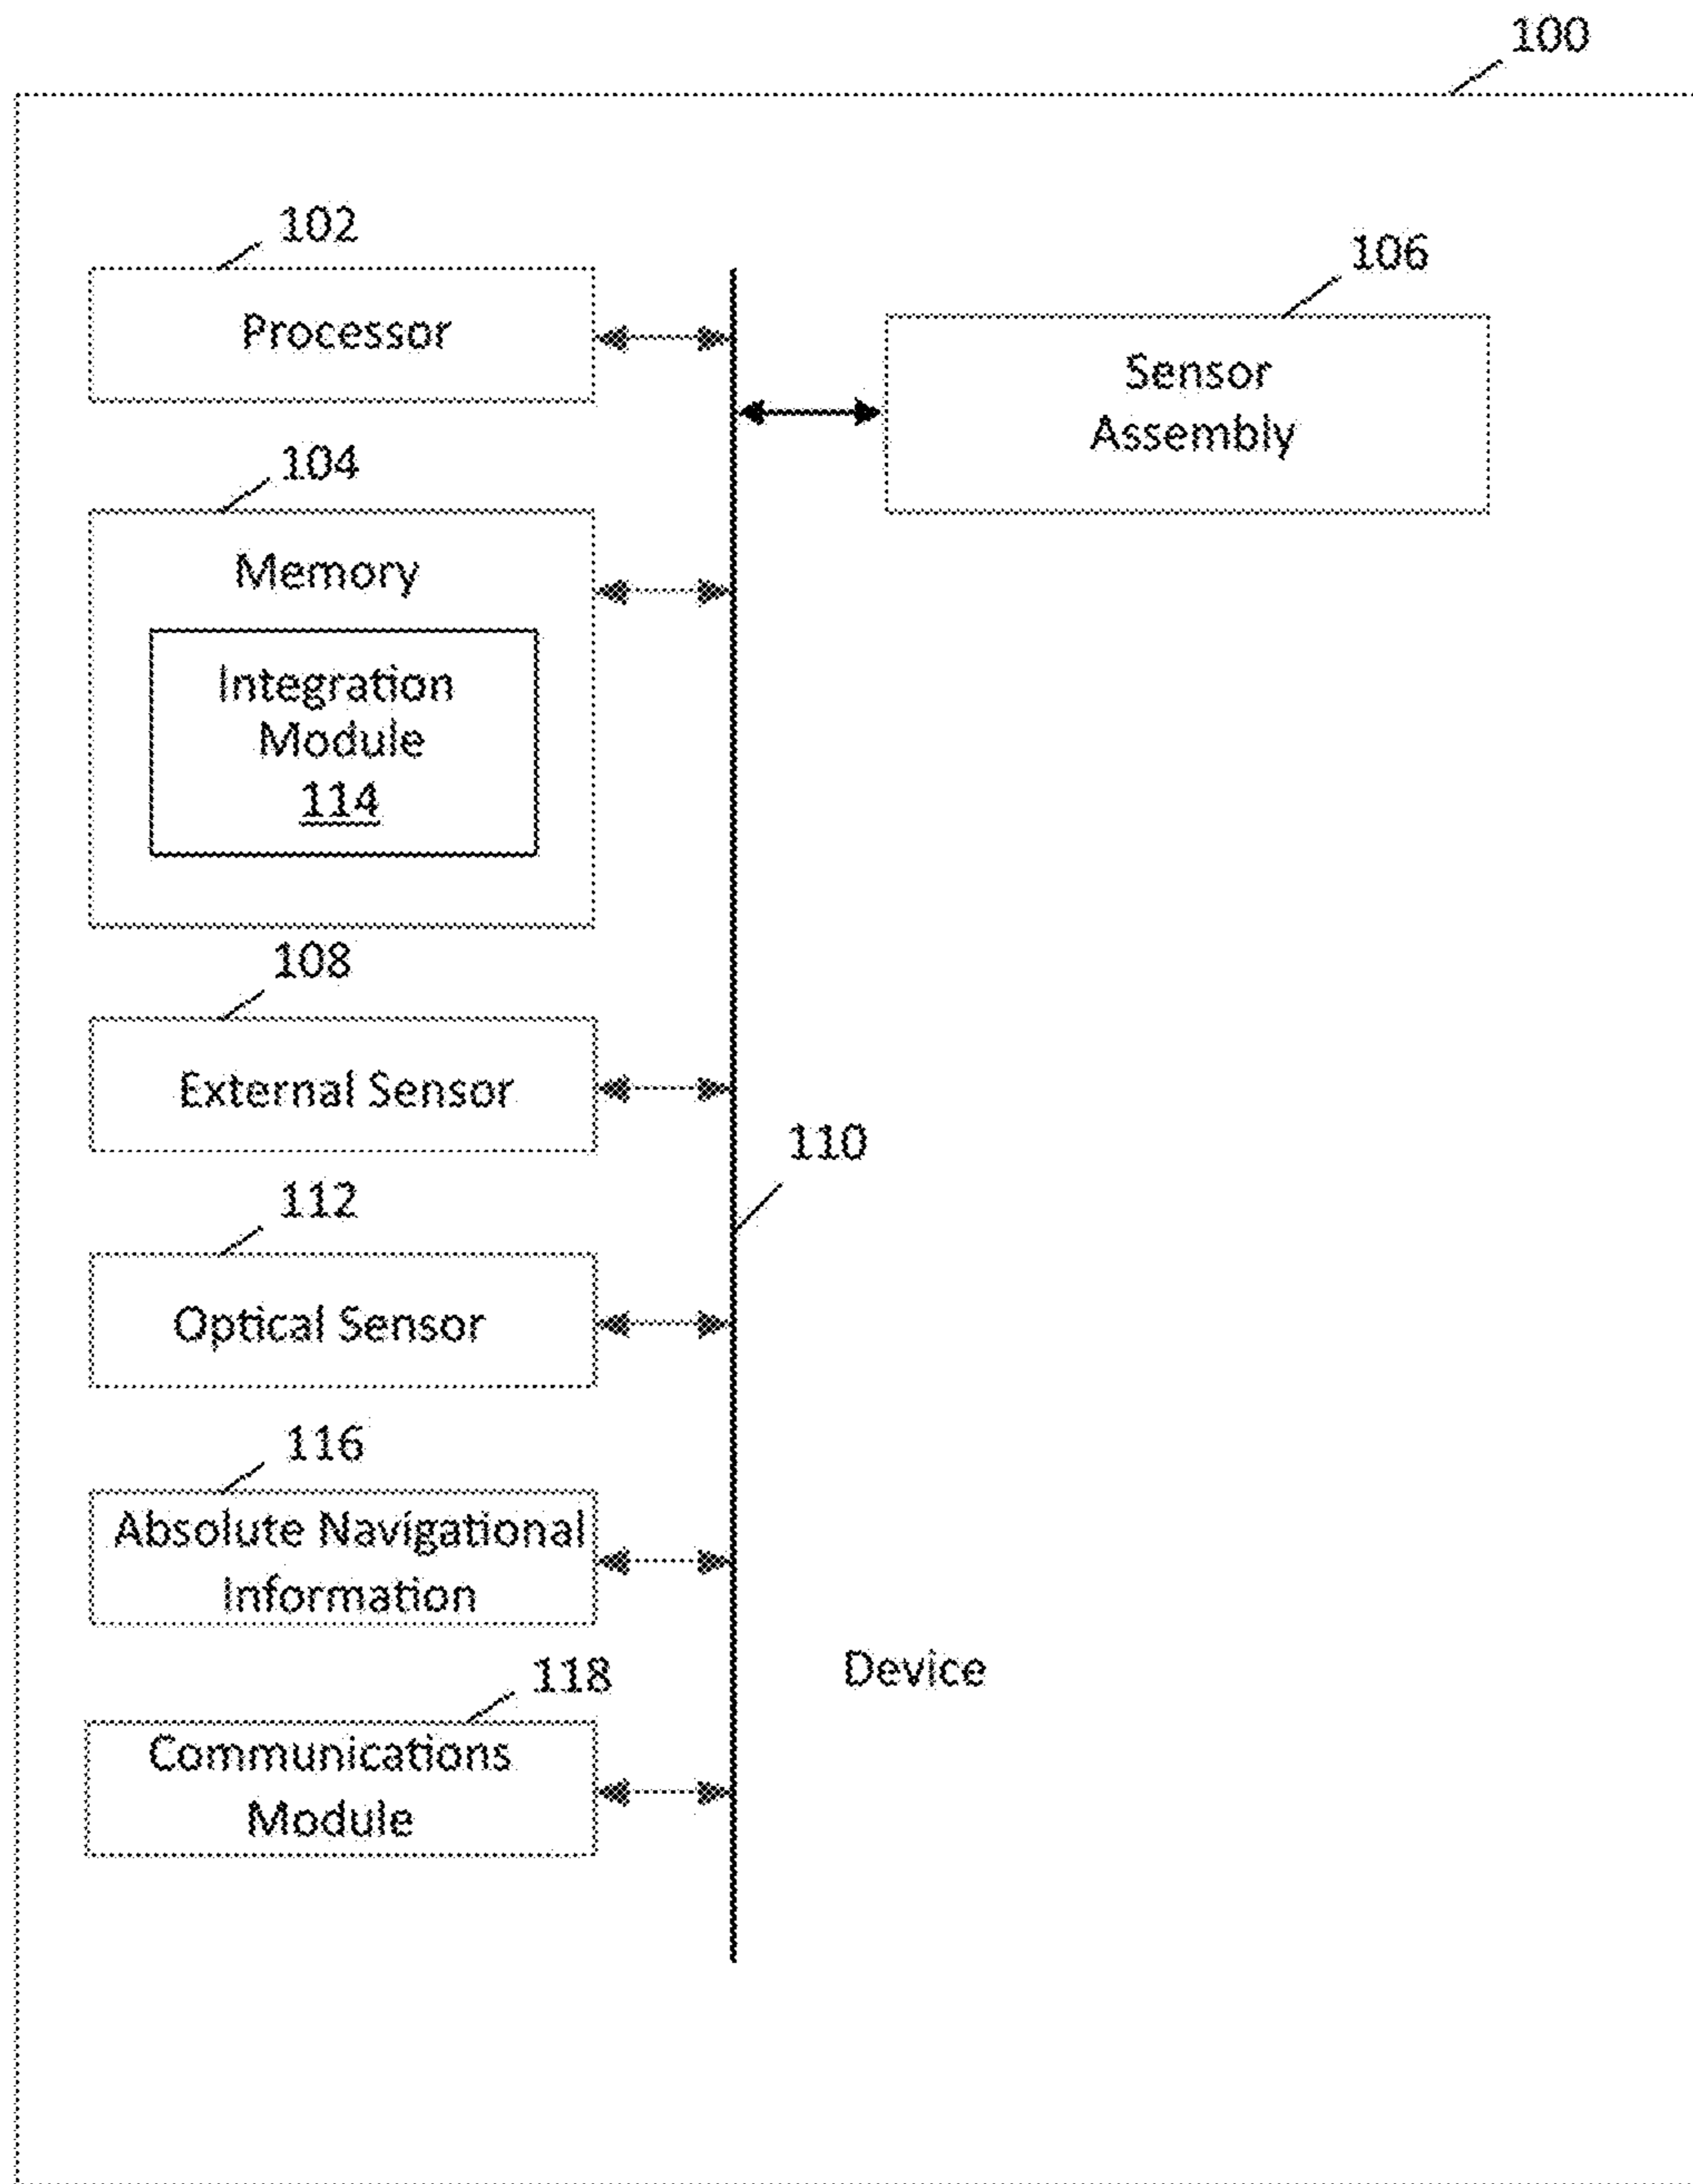 100
102
Processor
106
Sensor
Assembly
104
Memory
Integration
Module
114
108
External Sensor
110
112
Optical Sensor
116
Absolute Navigational
Information
Device
118
Communications
Module